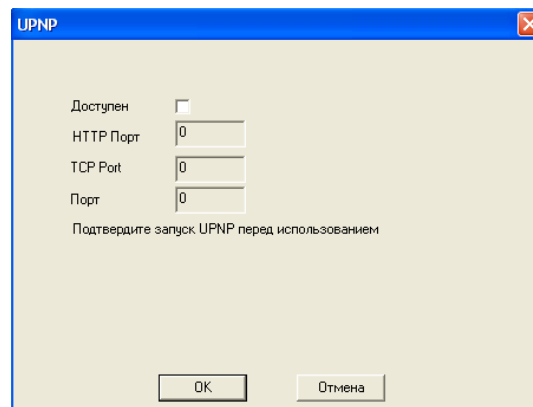 UPNP
Доступен
HTTP Порт 0
TCP Port 0
Порт 0
Подтвердите запуск UPNP перед использованием
OK Отмена